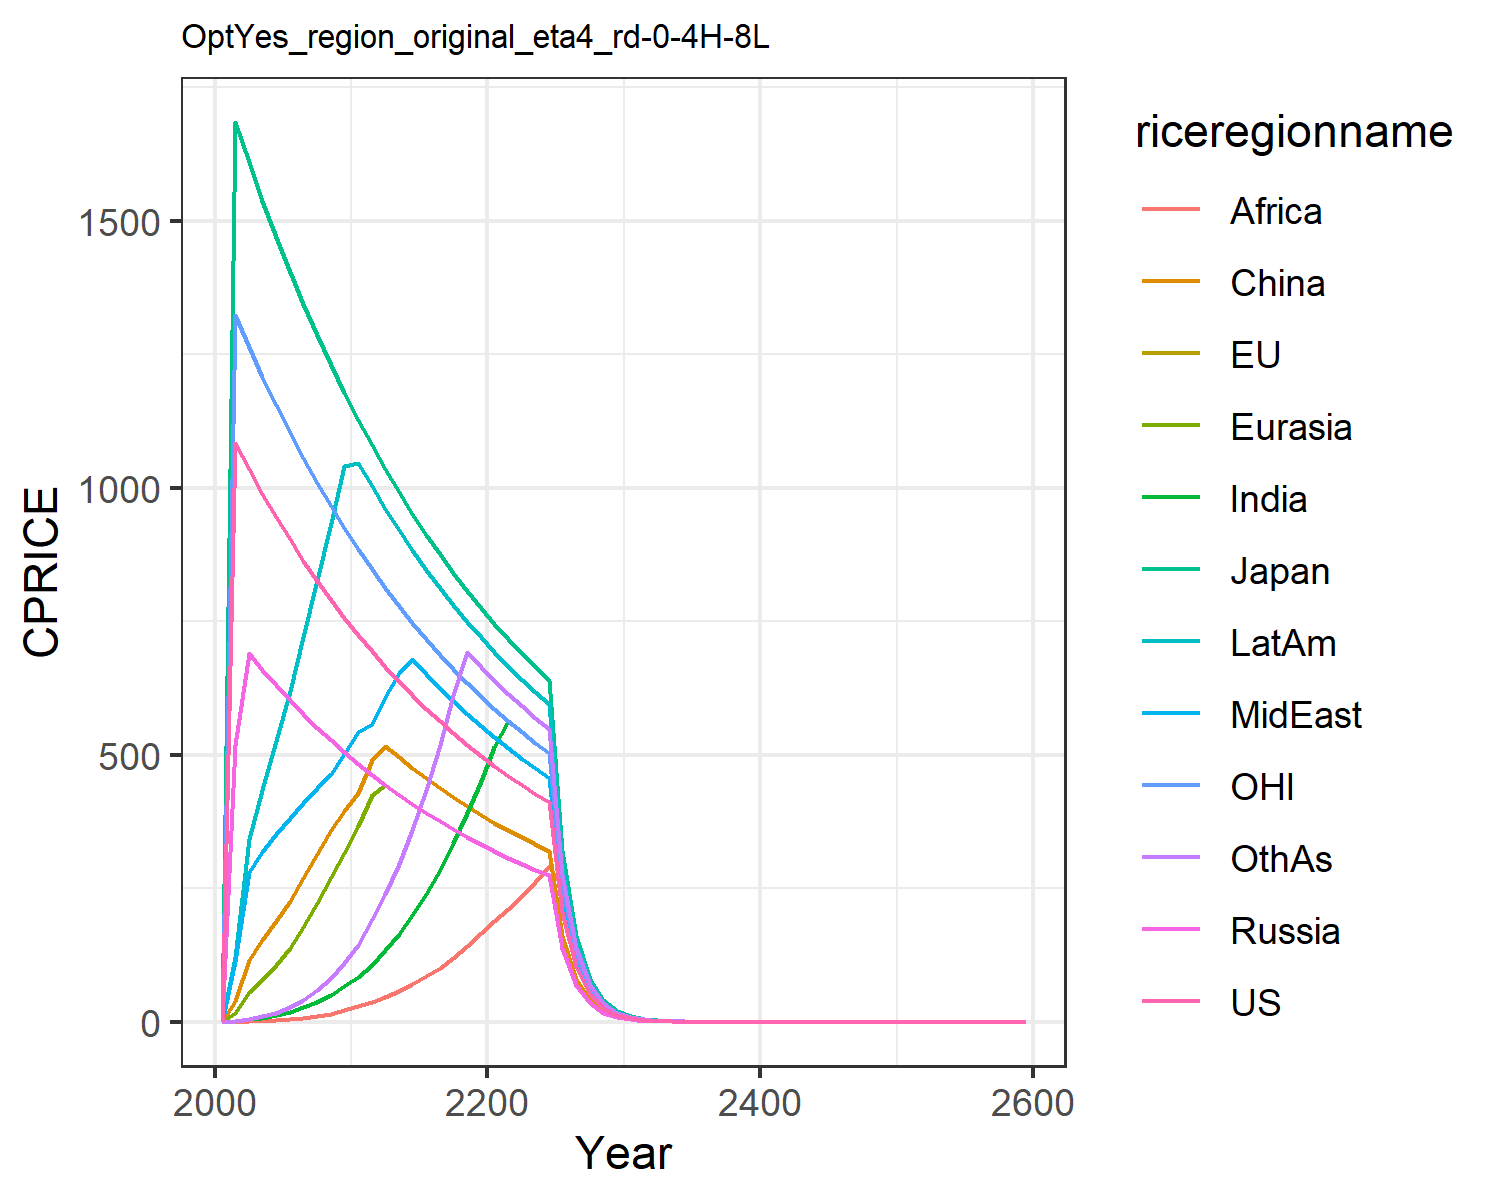 OptYes_region_original_eta4_rd-0-4H-8L
CPRICE
1500
1000
500
0
2000
2200
2400
2600
Year
riceregionname
Africa
China
EU
Eurasia
India
Japan
LatAm
MidEast
OHI
OthAs
Russia
US